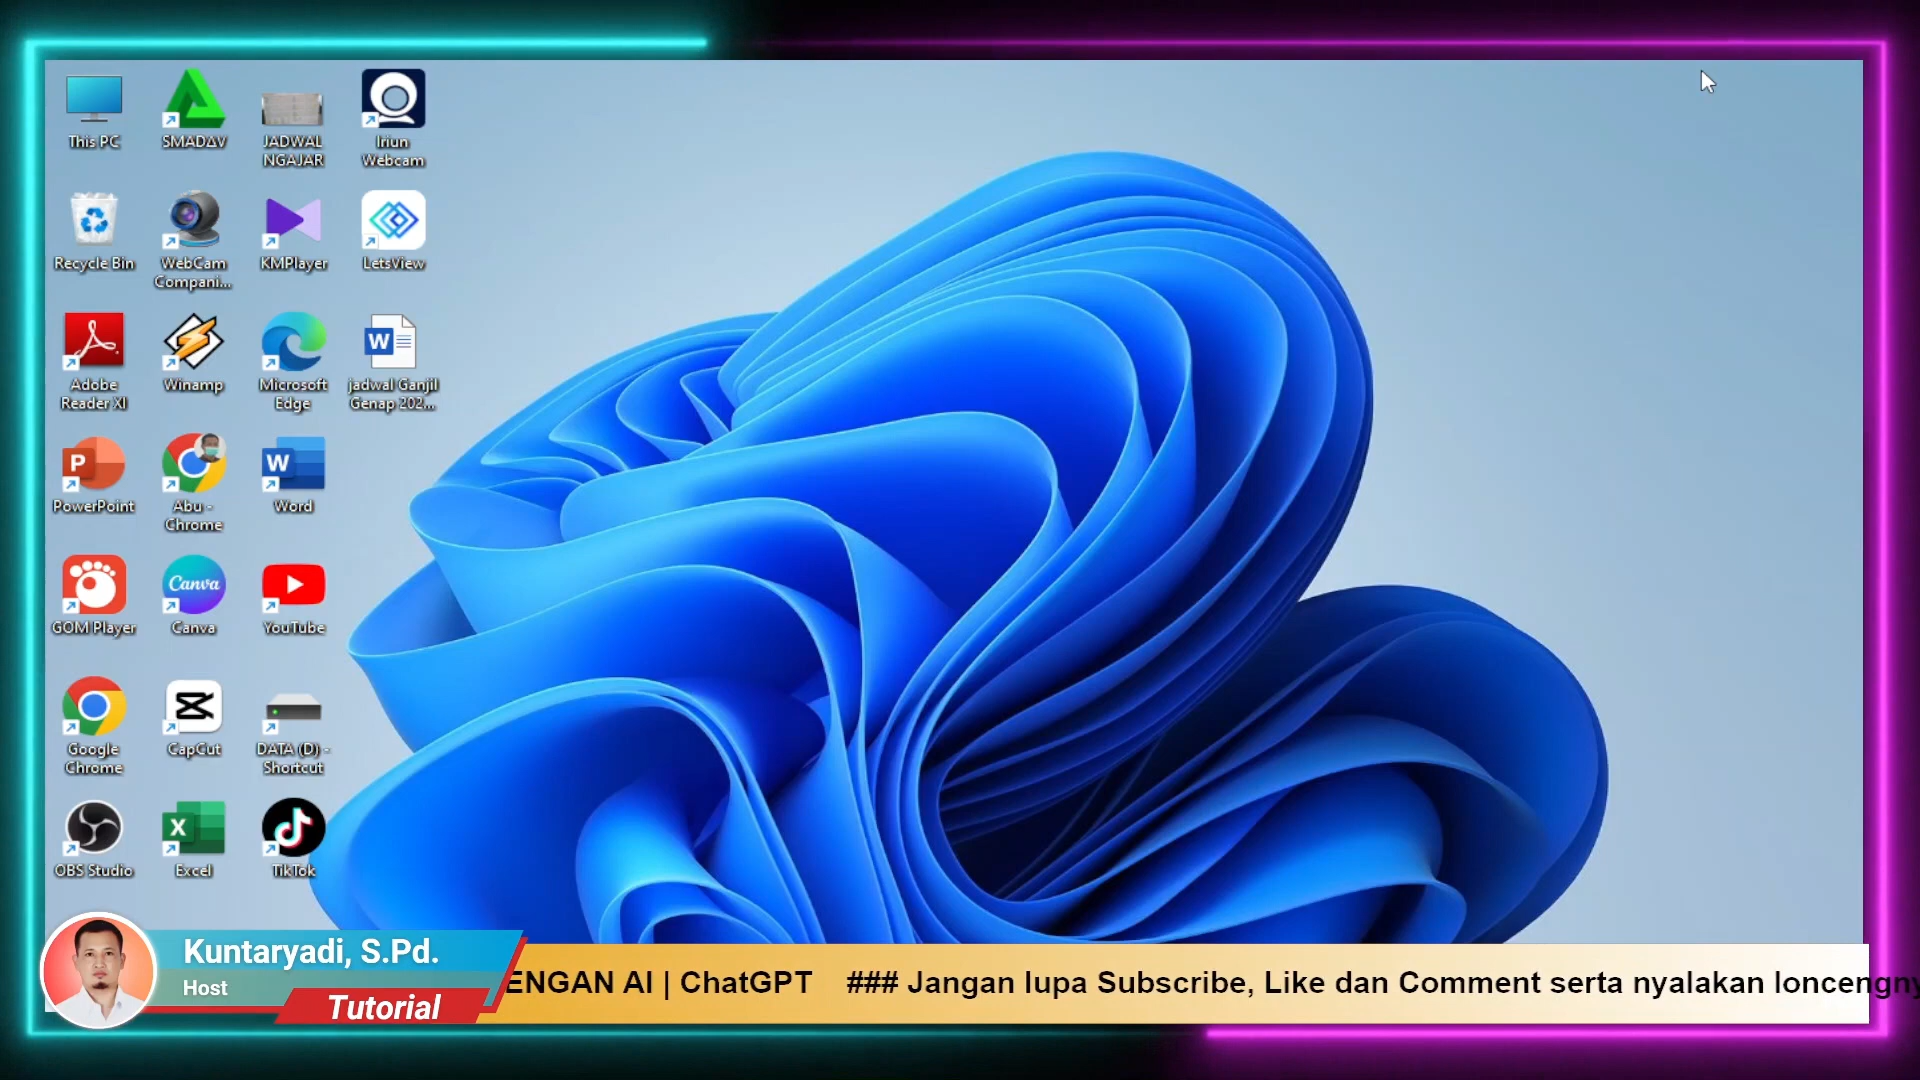 This PC
SMADΔV
JADWAL
NGAJAR
Iriun
Webcam
Recycle Bin
WebCam
Compani...
KMPlayer
LetsView
Adobe
Reader XI
Winamp
Microsoft
Edge
W
jadwal Ganjil
Genap 202...
P
PowerPoint
Abu -
Chrome
W
Word
GOM Player
Canva
Canva
YouTube
Google
Chrome
CapCut
DATA (D) -
Shortcut
OBS Studio
X
Excel
TikTok
Kuntaryadi, S.Pd.
Host
Tutorial
ENGAN AI | ChatGPT ### Jangan lupa Subscribe, Like dan Comment serta nyalakan loncengny